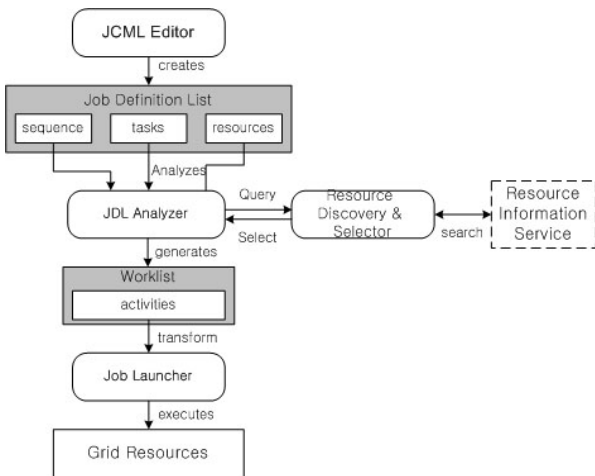 JCML Editor
creates
Job Definition List
sequence
tasks
resources
Analyzes
JDL Analyzer
Query
Select
Resource
Discovery &
Selector
search
Resource
Information
Service
generates
Worklist
activities
transform
Job Launcher
executes
Grid Resources